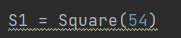 S1 = Square(54)